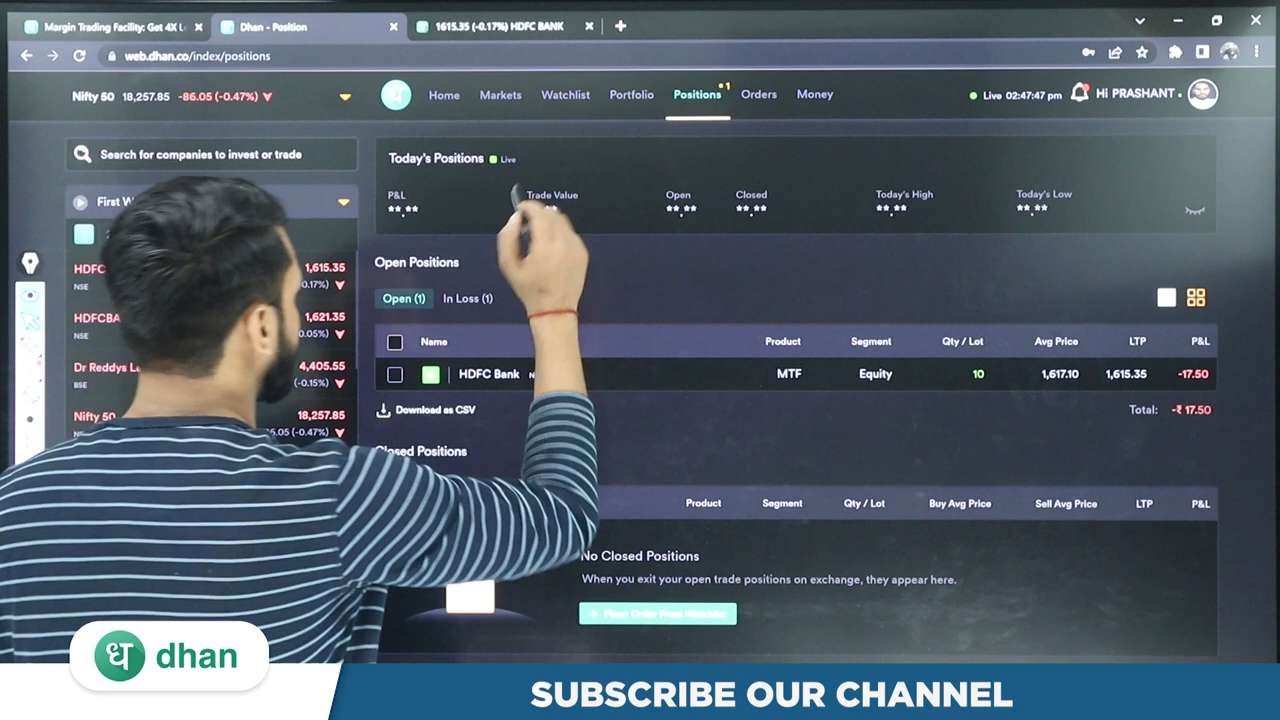 Margin Trading Facility: Get 4X L
Dhan - Position
1615.35 (-0.17%) HDFC BANK
web.dhan.co/index/positions
Nifty 50 18,257.85 -86.05 (-0.47%)
ध
Home
Markets
Watchlist
Portfolio
Positions
1
Orders
Money
Live 02:47:47 pm
Hi PRASHANT
Search for companies to invest or trade
First W
HDFC
1,615.35
NSE
0.17%)
HDFCBA
1,621.35
NSE
0.05%)
Dr Reddys L
4,405.55
BSE
(-0.15%)
Nifty 50
18,257.85
6.05 (-0.47%)
Today's Positions Live
P&L
Trade Value
Open
Closed
Today's High
Today's Low
**.**
**.**
**.**
**.**
**.**
Open Positions
Open (1)
In Loss (1)
Name Product Segment Qty / Lot Avg Price LTP P&L
HDFC Bank N MTF Equity 10 1,617.10 1,615.35 -17.50
Download as CSV
Total: -₹ 17.50
Closed Positions
Product Segment Qty / Lot Buy Avg Price Sell Avg Price LTP P&L
No Closed Positions
When you exit your open trade positions on exchange, they appear here.
+ Place Order From Watchlist
ध dhan
SUBSCRIBE OUR CHANNEL